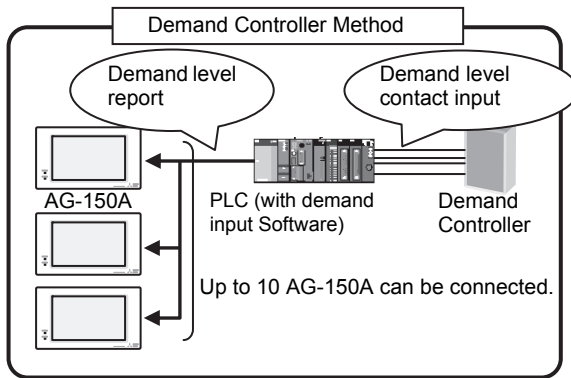 Demand Controller Method
Demand level
report
Demand level
contact input
AG-150A
PLC (with demand
input Software)
Demand
Controller
Up to 10 AG-150A can be connected.